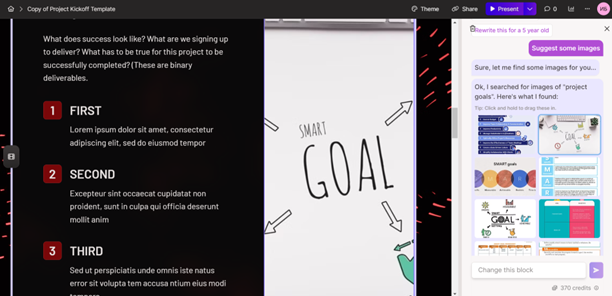 Copy of Project Kickoff Template
Theme
Share
Present
0
What does success look like? What are we signing
up to deliver? What has to be true for this project to be
successfully completed? (These are binary
deliverables.
1 FIRST
Lorem ipsum dolor sit amet, consectetur
adipiscing elit, sed do eiusmod tempor
2 SECOND
Excepteur sint occaecat cupidatat non
proident, sunt in culpa qui officia deserunt
mollit anim
3 THIRD
Sed ut perspiciatis unde omnis iste natus
error sit volupta tem accusa ntium eius modi
SMART
GOAL
Rewrite this for a 5 year old
Suggest some images
Sure, let me find some images for you...
Ok, I searched for images of "project
goals". Here's what I found:
Tip: Click and hold to drag these in.
GOAL
SMART goals
SMART
GOAL
Change this block
370 credits